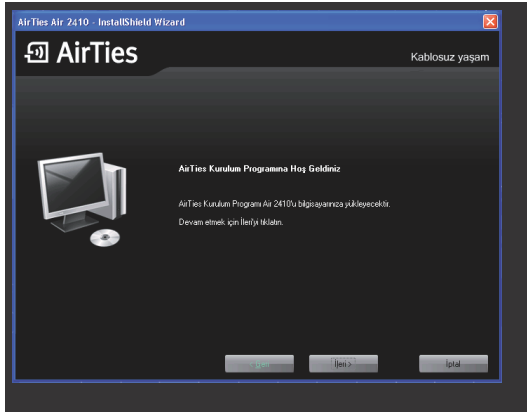 AirTies Air 2410 - InstallShield Wizard
AirTies
Kablosuz yaşam
AirTies Kurulum Programına Hoş Geldiniz
AirTies Kurulum Programı Air 2410'u bilgisayarınıza yükleyecektir.
Devam etmek için İleri'yi tıklatın.
İleri >
İptal